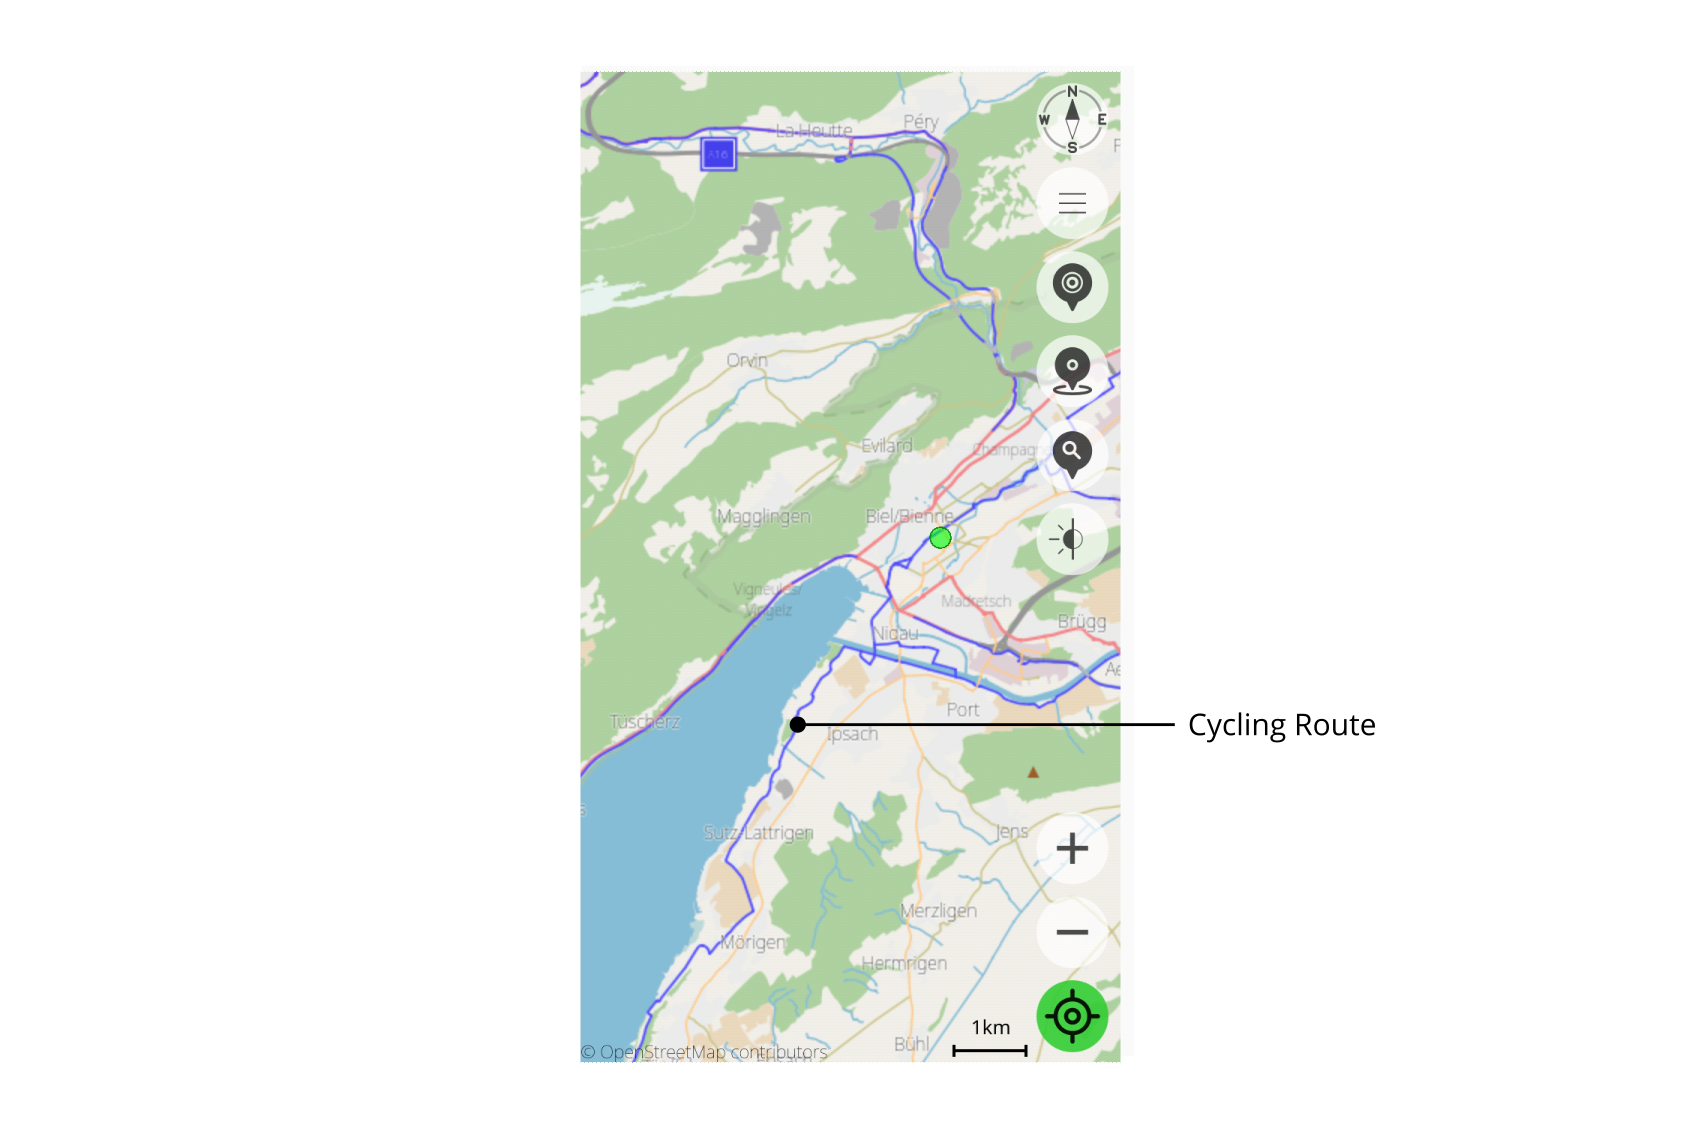 N
W E
S
La Heutte
Péry
A16
Orvin
Evilard
Champagne
Magglingen
Biel/Bienne
Vigneules/
Vingelz
Madretsch
Brügg
Nidau
Port
Tüscherz
Cycling Route
Ipsach
Sutz-Lattrigen
Jens
Merzligen
Mörigen
Hermrigen
1km
Bühl
© OpenStreetMap contributors